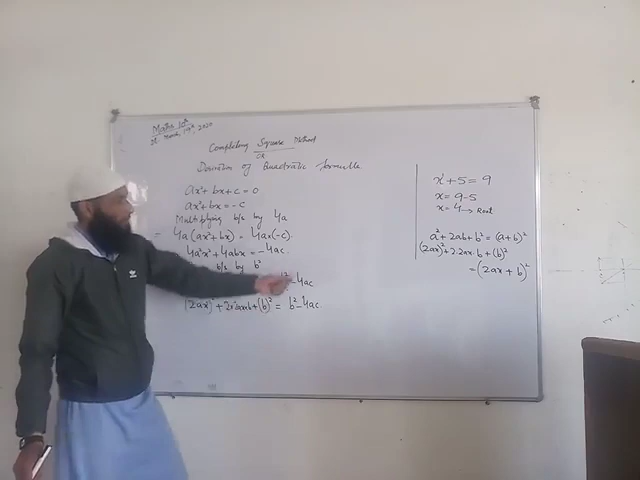 Maths 10th
21 March, 19th, 2020
Completing Square Method
OR
Derivation of Quadratic formula
ax² + bx + c = 0
ax² + bx = -c
Multiplying b/s by 4a
= 4a(ax² + bx) = 4a×(-c).
4a²x² + 4abx = -4ac.
b/s by b²
b² - 4ac
(2ax)² + 2×2ax×b + (b)² = b² - 4ac.
x + 5 = 9
x = 9 - 5
x = 4 → Root
a² + 2ab + b² = (a+b)²
(2ax)² + 2·2ax·b + (b)²
= (2ax + b)²